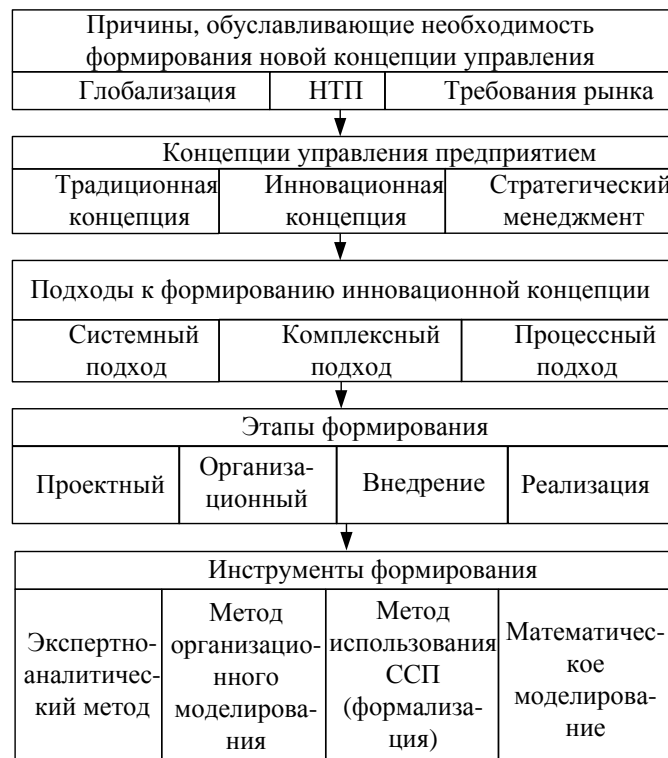 Причины, обуславливающие необходимость
формирования новой концепции управления
Глобализация НТП Требования рынка
Концепции управления предприятием
Традиционная
концепция
Инновационная
концепция
Стратегический
менеджмент
Подходы к формированию инновационной концепции
Системный
подход
Комплексный
подход
Процессный
подход
Этапы формирования
Проектный
Организа-
ционный
Внедрение
Реализация
Инструменты формирования
Экспертно-
аналитичес-
кий метод
Метод
организацио-
нного
моделирова-
ния
Метод
использования
ССП
(формализа-
ция)
Математичес-
кое
моделирова-
ние